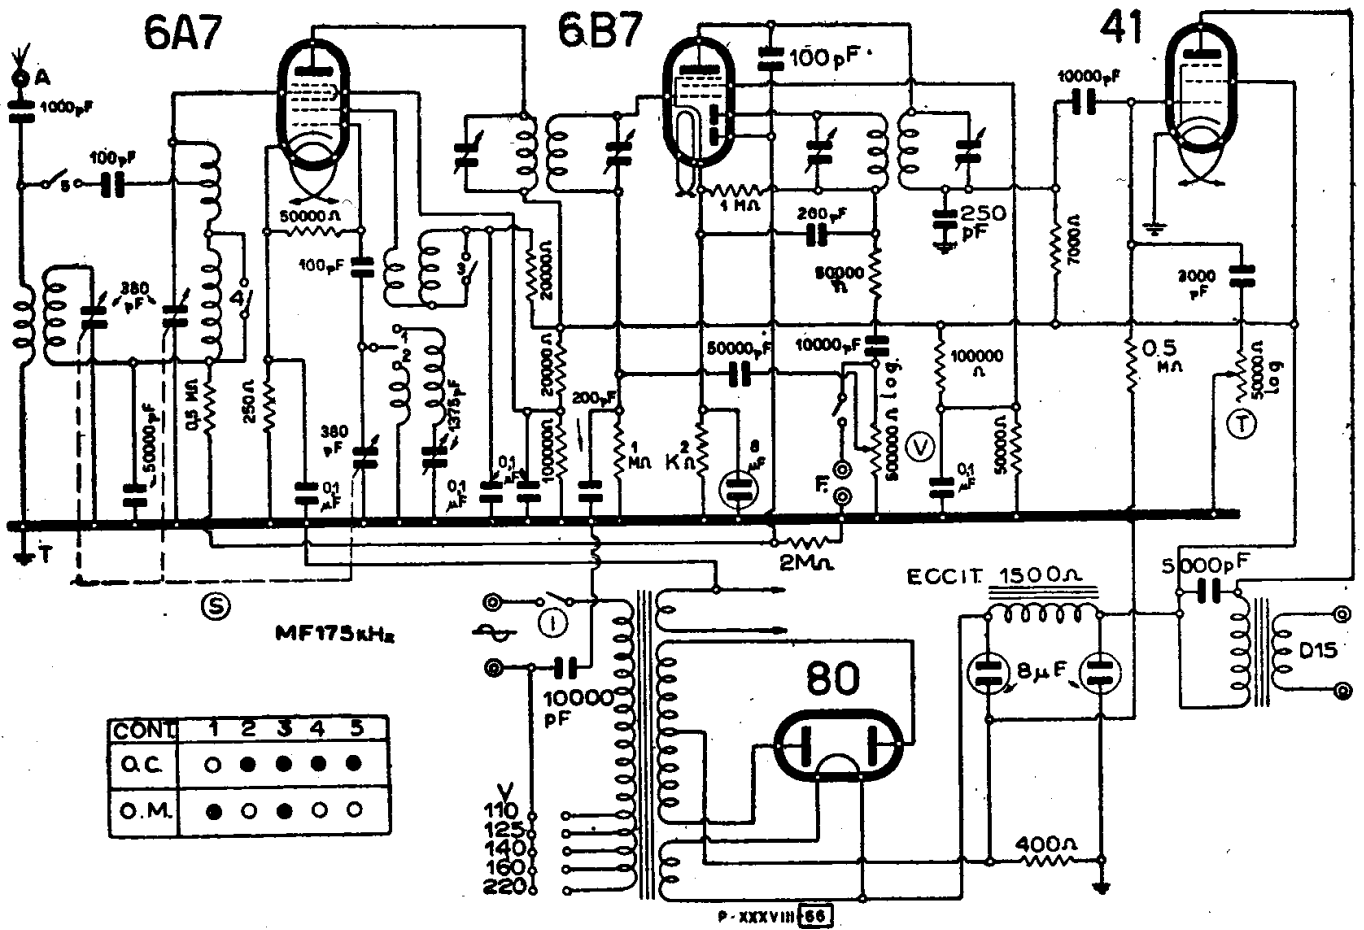 6A7
6B7
41
A
1000pF
100pF
5
50000Ω
100pF
380 pF
4
3
1
2
0,5 MΩ
250Ω
50000pF
0,1 μF
380 pF
1375pF
0,1 μF
0,1 μF
20000Ω
20000Ω
100000Ω
200pF
1 MΩ
100pF
1 MΩ
260pF
50000 Ω
50000pF
10000pF
2 KΩ
8 μF
F.
500000Ω log.
V
250 pF
7000Ω
10000pF
100000 Ω
0,1 μF
50000Ω
0.5 MΩ
3000 pF
50000Ω log
T
T
S
MF175kHz
2MΩ
I
10000 pF
ECCIT. 1500Ω
8μF
5000pF
D15
80
400Ω
CONT. 1 2 3 4 5
O.C.
O.M.
V
110
125
140
160
220
P-XXXVIII-66